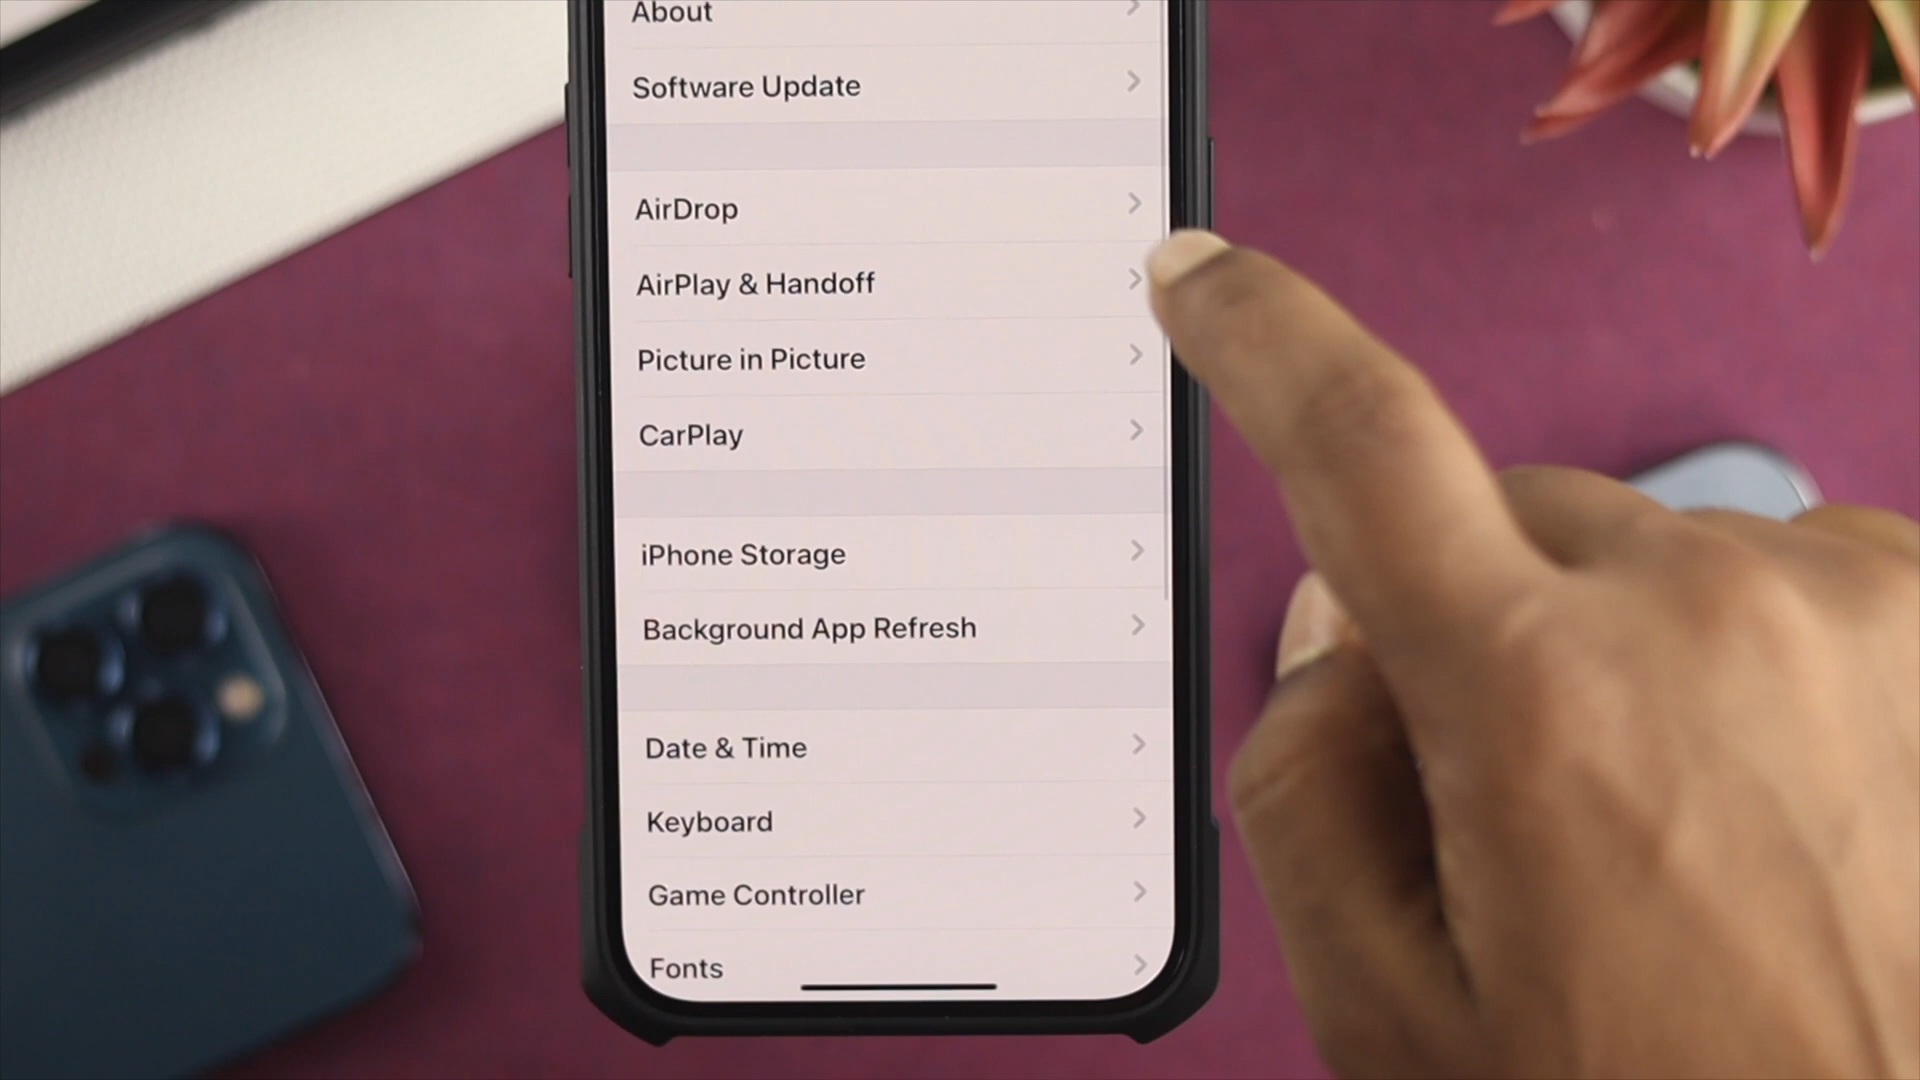 About
Software Update
AirDrop
AirPlay & Handoff
Picture in Picture
CarPlay
iPhone Storage
Background App Refresh
Date & Time
Keyboard
Game Controller
Fonts